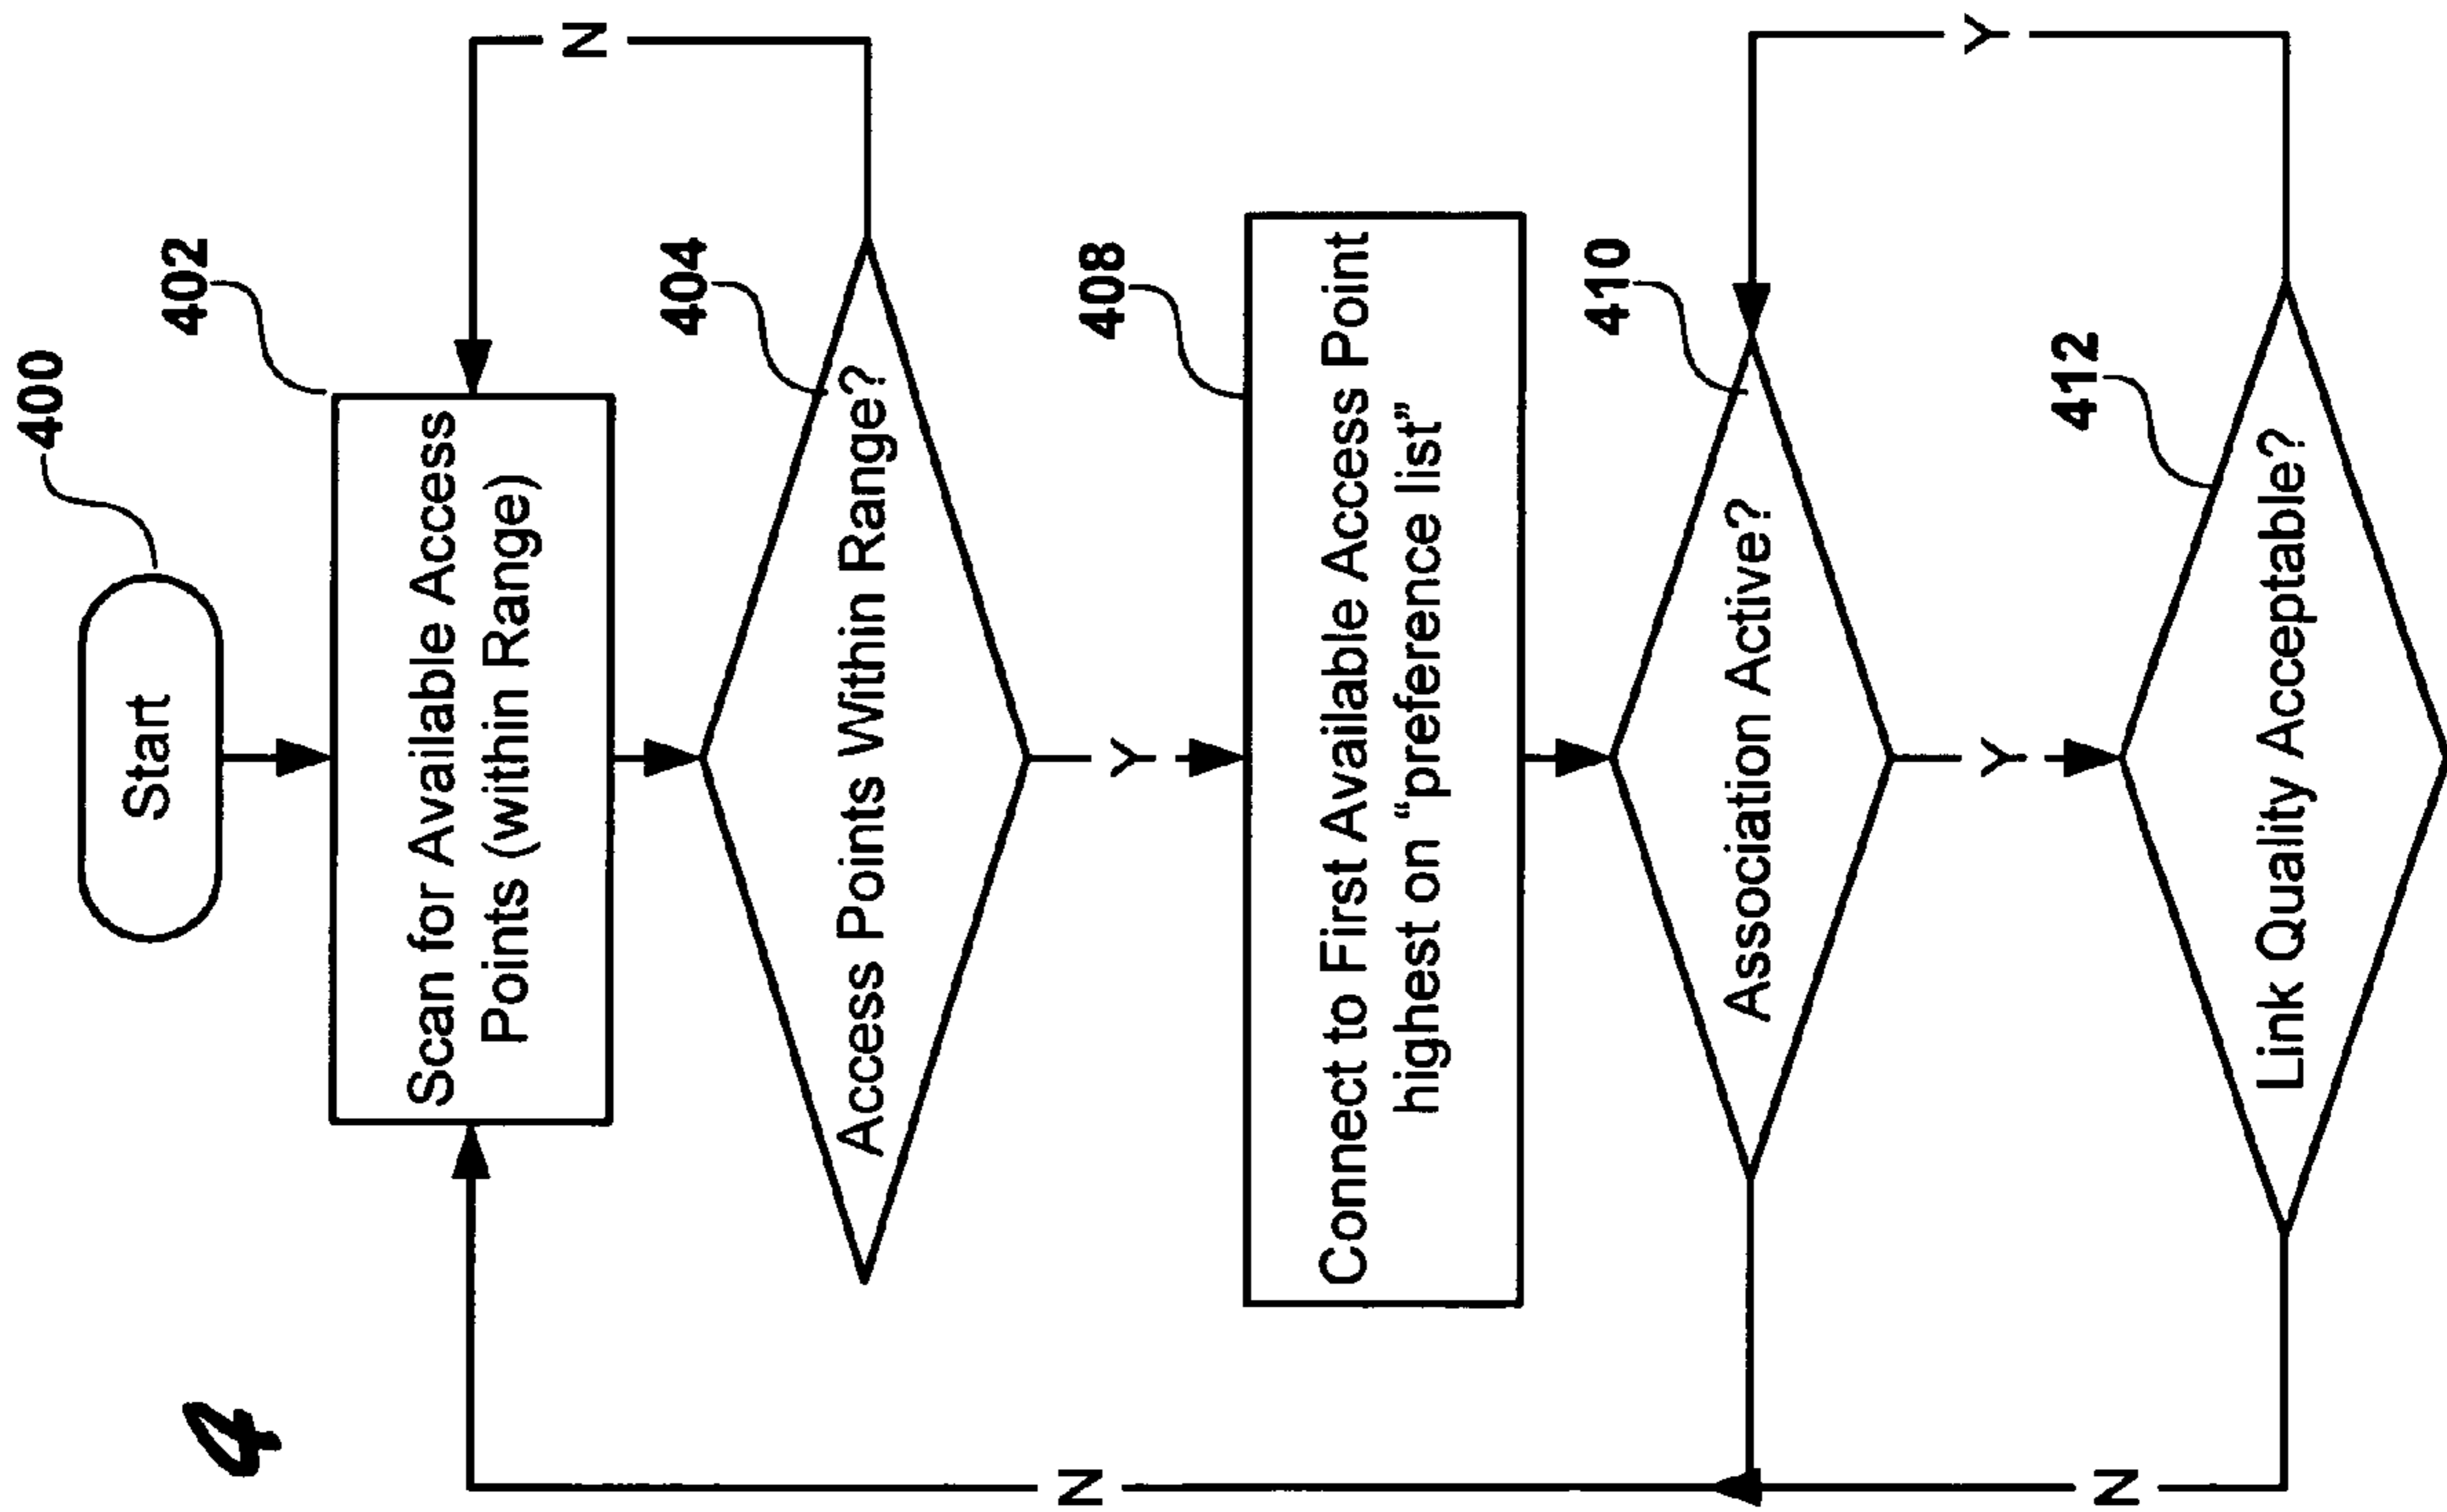 4
400
Start
402
Scan for Available Access
Points (within Range)
N
404
Access Points Within Range?
Y
408
Connect to First Available Access Point
highest on “preference list”
N
410
Association Active?
Y
Y
412
Link Quality Acceptable?
N